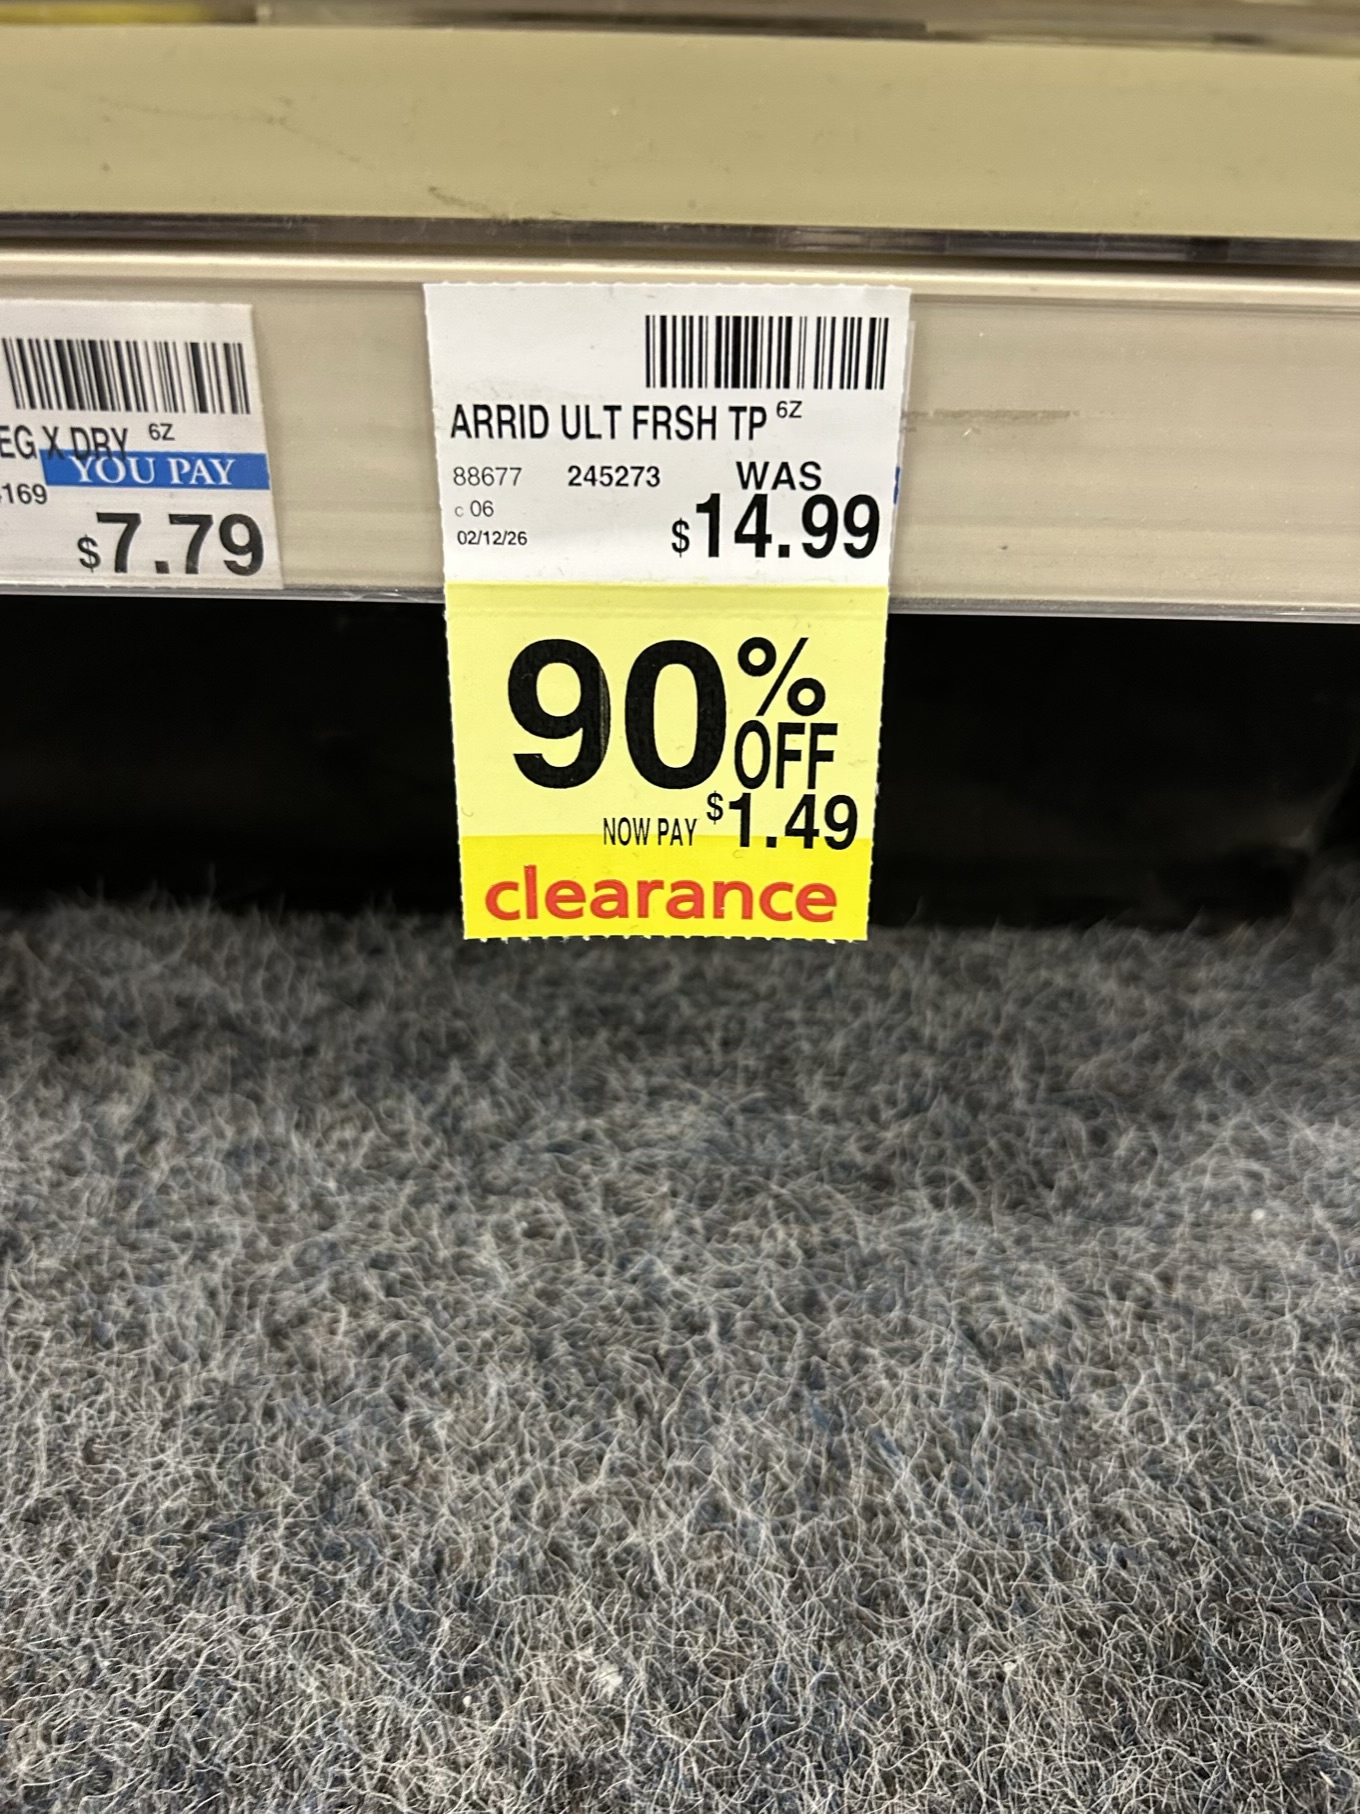 EG X DRY 6Z
YOU PAY
169
$7.79
ARRID ULT FRSH TP 6Z
88677 245273 WAS
c 06
$14.99
02/12/26
90% OFF
NOW PAY $1.49
clearance